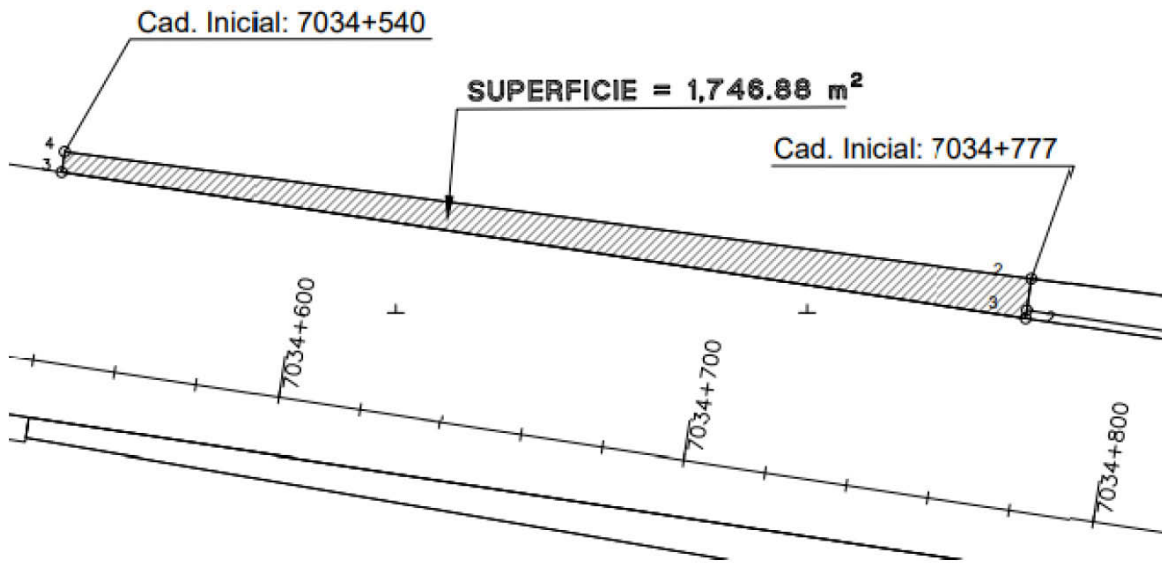 Cad. Inicial: 7034+540
SUPERFICIE = 1,746.88 m²
Cad. Inicial: 7034+777
4
3
2
3
2
7034+600
7034+700
7034+800